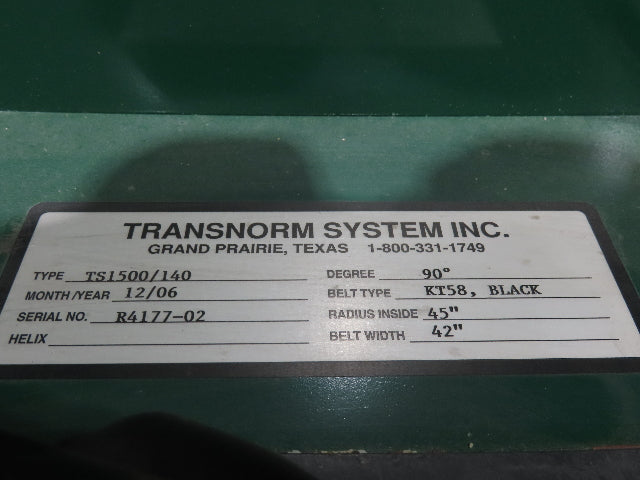 TRANSNORM SYSTEM INC.
GRAND PRAIRIE, TEXAS 1-800-331-1749
TYPE TS1500/140
MONTH/YEAR 12/06
SERIAL NO. R4177-02
HELIX
DEGREE 90°
BELT TYPE KT58, BLACK
RADIUS INSIDE 45"
BELT WIDTH 42"